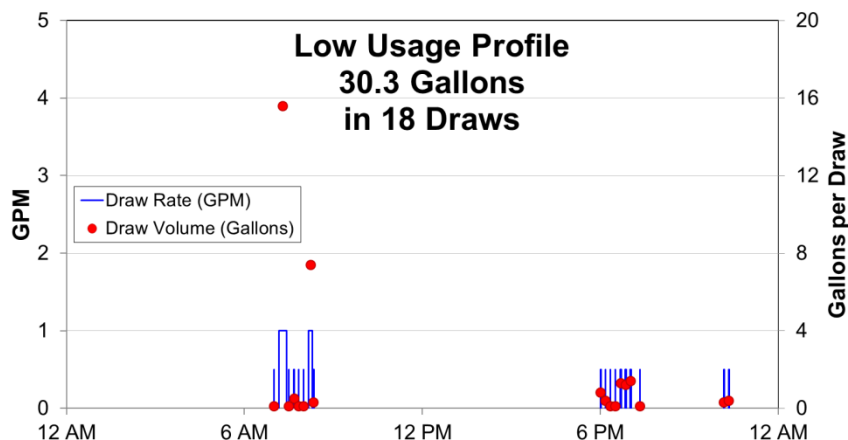 Low Usage Profile
30.3 Gallons
in 18 Draws
5
4
3
2
1
0
GPM
20
16
12
8
4
0
Gallons per Draw
Draw Rate (GPM)
Draw Volume (Gallons)
12 AM
6 AM
12 PM
6 PM
12 AM